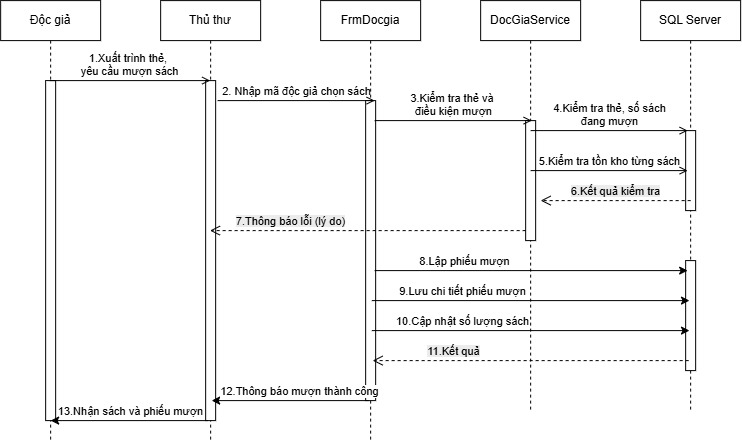 Độc giả
Thủ thư
FrmDocgia
DocGiaService
SQL Server
1.Xuất trình thẻ,
yêu cầu mượn sách
2. Nhập mã độc giả chọn sách
3.Kiểm tra thẻ và
điều kiện mượn
4.Kiểm tra thẻ, số sách
đang mượn
5.Kiểm tra tồn kho từng sách
6.Kết quả kiểm tra
7.Thông báo lỗi (lý do)
8.Lập phiếu mượn
9.Lưu chi tiết phiếu mượn
10.Cập nhật số lượng sách
11.Kết quả
12.Thông báo mượn thành công
13.Nhận sách và phiếu mượn